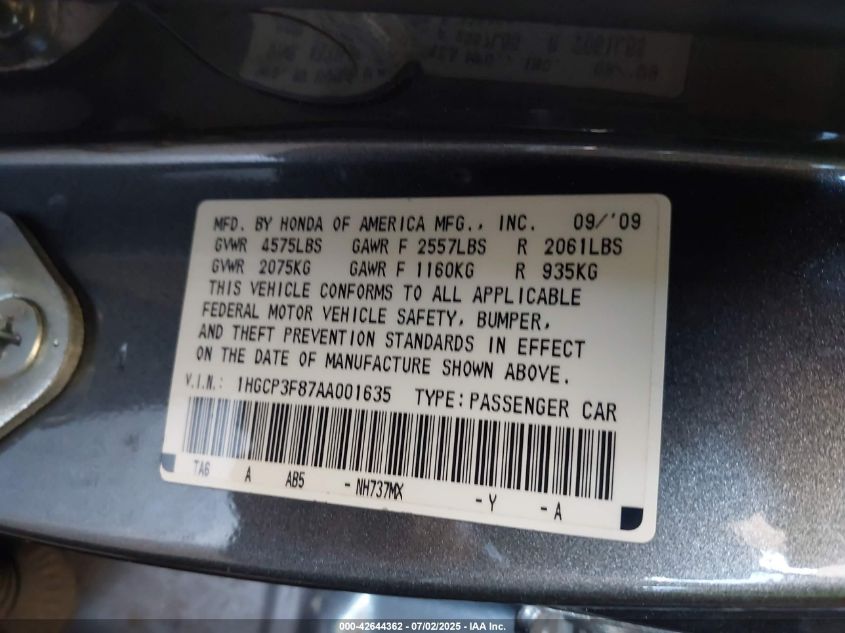 MFD. BY HONDA OF AMERICA MFG., INC. 09/'09
GVWR 4575LBS GAWR F 2557LBS R 2061LBS
GVWR 2075KG GAWR F 1160KG R 935KG
THIS VEHICLE CONFORMS TO ALL APPLICABLE
FEDERAL MOTOR VEHICLE SAFETY, BUMPER,
AND THEFT PREVENTION STANDARDS IN EFFECT
ON THE DATE OF MANUFACTURE SHOWN ABOVE.
V.I.N.: 1HGCP3F87AA001635 TYPE:PASSENGER CAR
TA6 A AB5 -NH737MX -Y -A
000-42644362 - 07/02/2025 - IAA Inc.